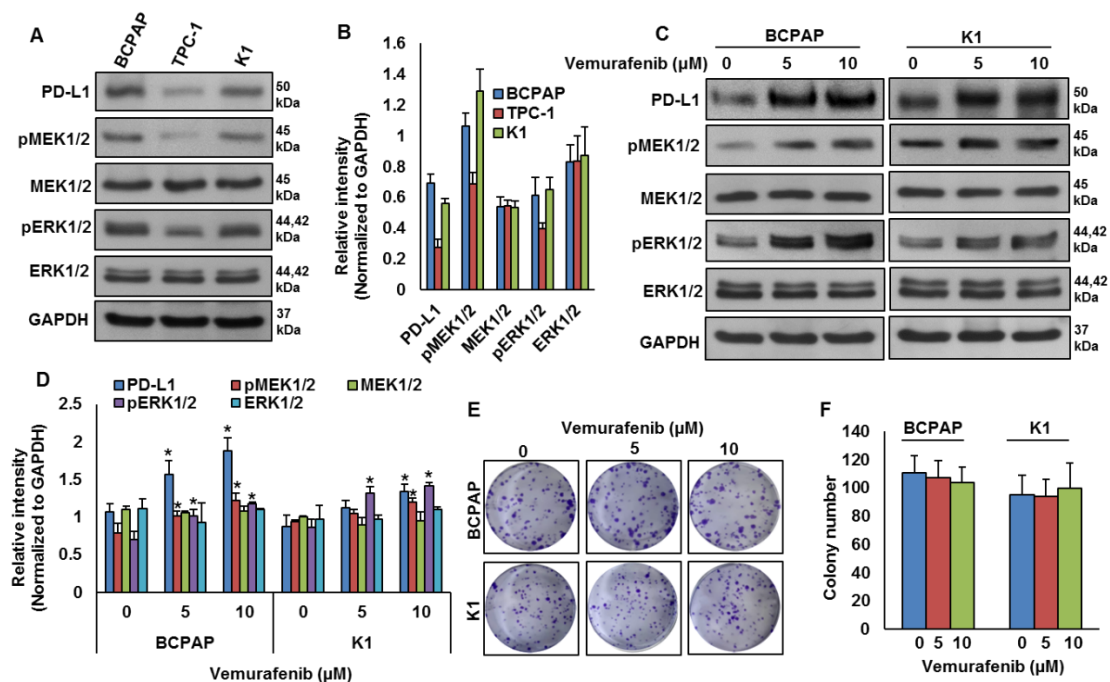 A
BCPAP
TPC-1
K1
PD-L1
50
kDa
pMEK1/2
45
kDa
MEK1/2
45
kDa
pERK1/2
44,42
kDa
ERK1/2
44,42
kDa
GAPDH
37
kDa
B
Relative intensity
(Normalized to GAPDH)
1.6
1.4
1.2
1
0.8
0.6
0.4
0.2
0
BCPAP
TPC-1
K1
PD-L1
pMEK1/2
MEK1/2
pERK1/2
ERK1/2
C
BCPAP
K1
Vemurafenib (µM)
0 5 10 0 5 10
PD-L1
50
kDa
pMEK1/2
45
kDa
MEK1/2
45
kDa
pERK1/2
44,42
kDa
ERK1/2
44,42
kDa
GAPDH
37
kDa
D
PD-L1 pMEK1/2 MEK1/2
pERK1/2 ERK1/2
Relative intensity
(Normalized to GAPDH)
2.5
2
1.5
1
0.5
0
* * * * * * * * * * *
0 5 10 0 5 10
BCPAP K1
Vemurafenib (µM)
E
Vemurafenib (µM)
0 5 10
BCPAP
K1
F
BCPAP K1
Colony number
140
120
100
80
60
40
20
0
0 5 10 0 5 10
Vemurafenib (µM)